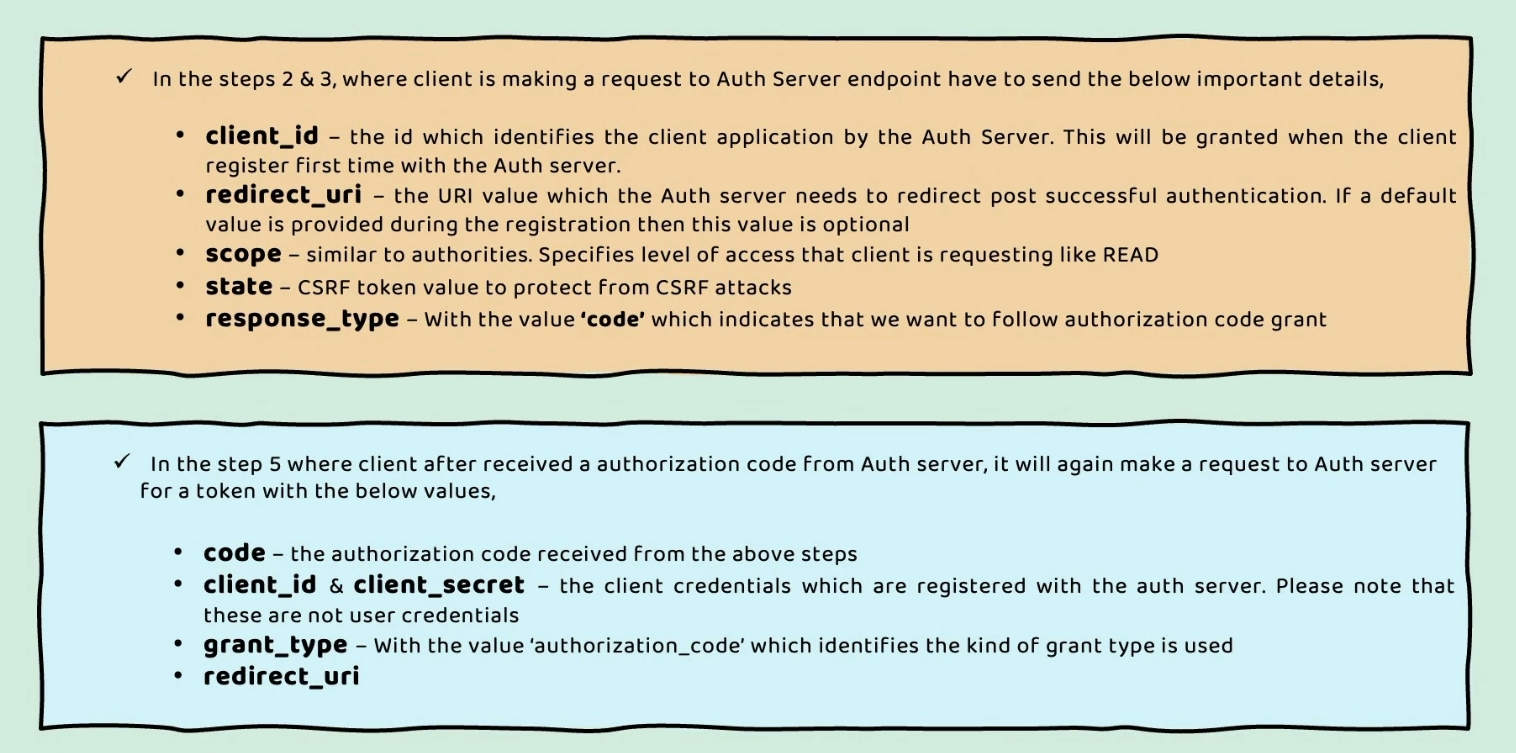 ✓ In the steps 2 & 3, where client is making a request to Auth Server endpoint have to send the below important details,
• client_id – the id which identifies the client application by the Auth Server. This will be granted when the client
register first time with the Auth server.
• redirect_uri – the URI value which the Auth server needs to redirect post successful authentication. If a default
value is provided during the registration then this value is optional
• scope – similar to authorities. Specifies level of access that client is requesting like READ
• state – CSRF token value to protect from CSRF attacks
• response_type – With the value ‘code’ which indicates that we want to follow authorization code grant
✓ In the step 5 where client after received a authorization code from Auth server, it will again make a request to Auth server
for a token with the below values,
• code – the authorization code received from the above steps
• client_id & client_secret – the client credentials which are registered with the auth server. Please note that
these are not user credentials
• grant_type – With the value ‘authorization_code’ which identifies the kind of grant type is used
• redirect_uri